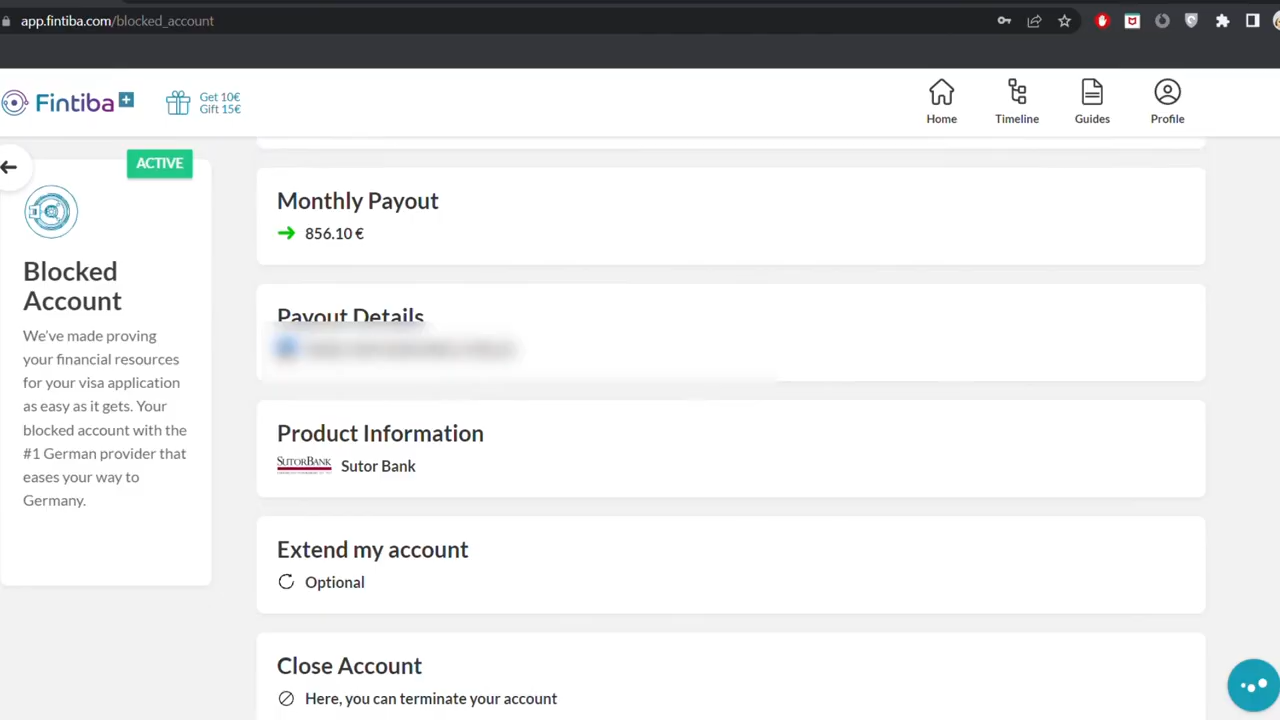 app.fintiba.com/blocked_account
Fintiba +
Get 10€
Gift 15€
Home
Timeline
Guides
Profile
ACTIVE
Blocked
Account
We've made proving
your financial resources
for your visa application
as easy as it gets. Your
blocked account with the
#1 German provider that
eases your way to
Germany.
Monthly Payout
856.10 €
Payout Details
Product Information
SUTORBANK Sutor Bank
Extend my account
Optional
Close Account
Here, you can terminate your account